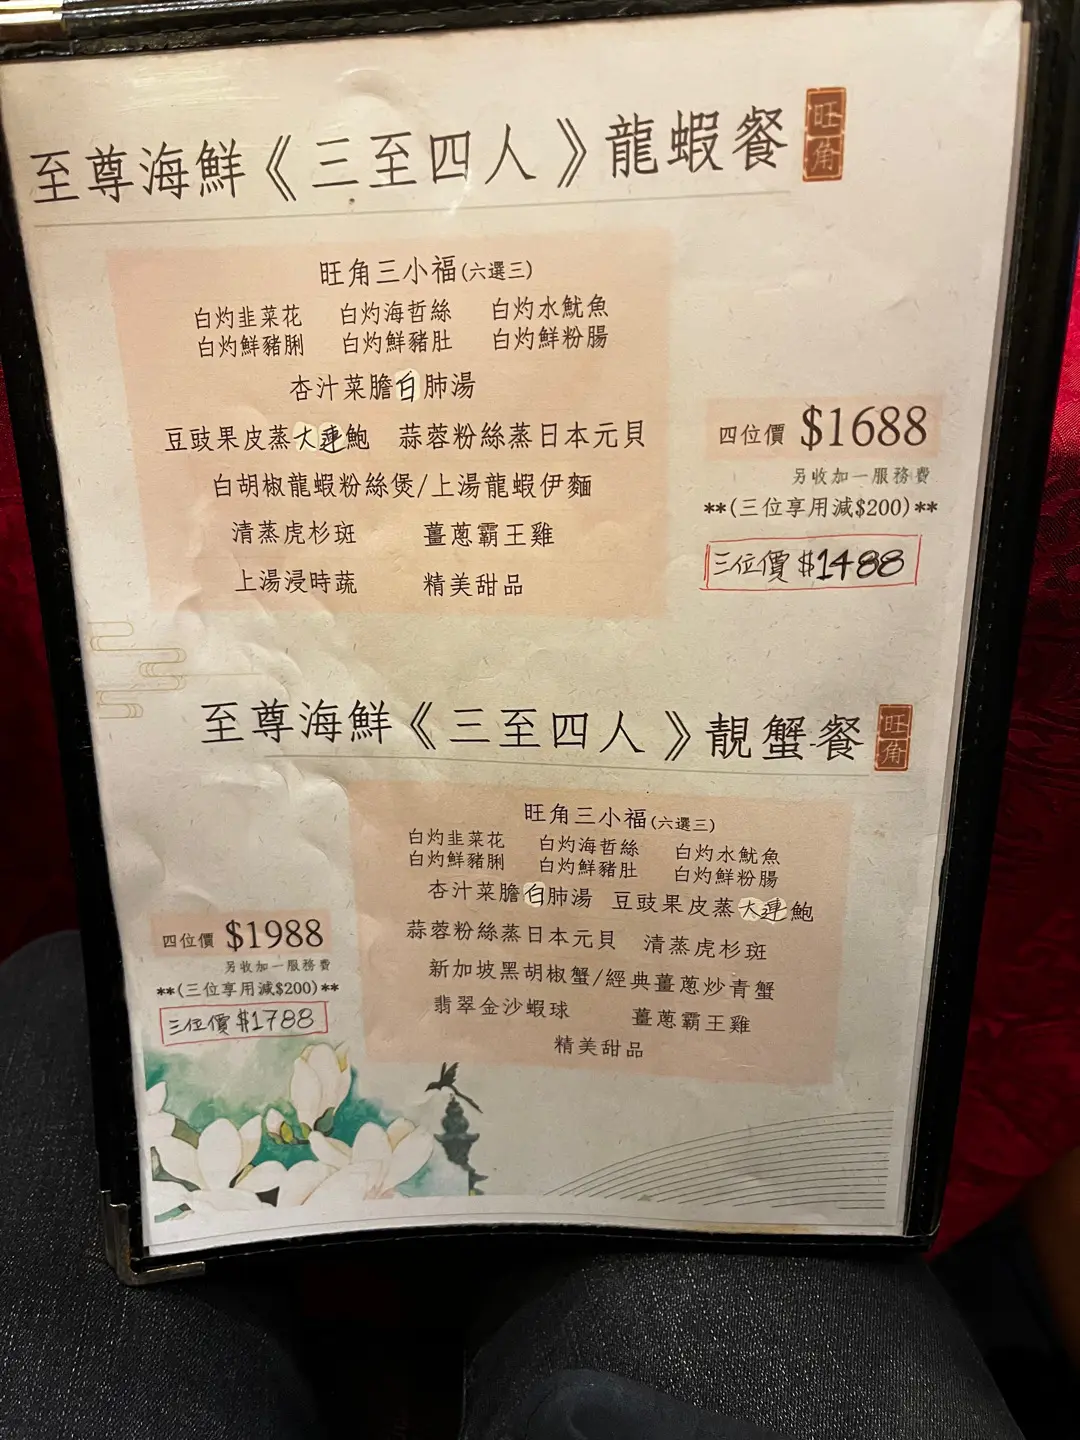 至尊海鮮《三至四人》龍蝦餐 旺角
旺角三小福(六選三)
白灼韭菜花 白灼海哲絲 白灼水魷魚
白灼鮮豬脷 白灼鮮豬肚 白灼鮮粉腸
杏汁菜膽白肺湯
豆豉果皮蒸大連鮑 蒜蓉粉絲蒸日本元貝
白胡椒龍蝦粉絲煲/上湯龍蝦伊麵
清蒸虎杉斑 薑蔥霸王雞
上湯浸時蔬 精美甜品
四位價 $1688
另收加一服務費
**(三位享用減$200)**
三位價 $1488
至尊海鮮《三至四人》靚蟹餐 旺角
旺角三小福(六選三)
白灼韭菜花 白灼海哲絲 白灼水魷魚
白灼鮮豬脷 白灼鮮豬肚 白灼鮮粉腸
杏汁菜膽白肺湯 豆豉果皮蒸大連鮑
蒜蓉粉絲蒸日本元貝 清蒸虎杉斑
新加坡黑胡椒蟹/經典薑蔥炒青蟹
翡翠金沙蝦球 薑蔥霸王雞
精美甜品
四位價 $1988
另收加一服務費
**(三位享用減$200)**
三位價 $1788